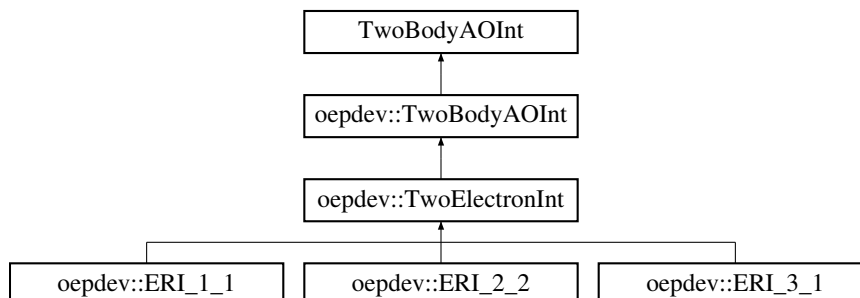 TwoBodyAOInt
oepdev::TwoBodyAOInt
oepdev::TwoElectronInt
oepdev::ERI_1_1 oepdev::ERI_2_2 oepdev::ERI_3_1